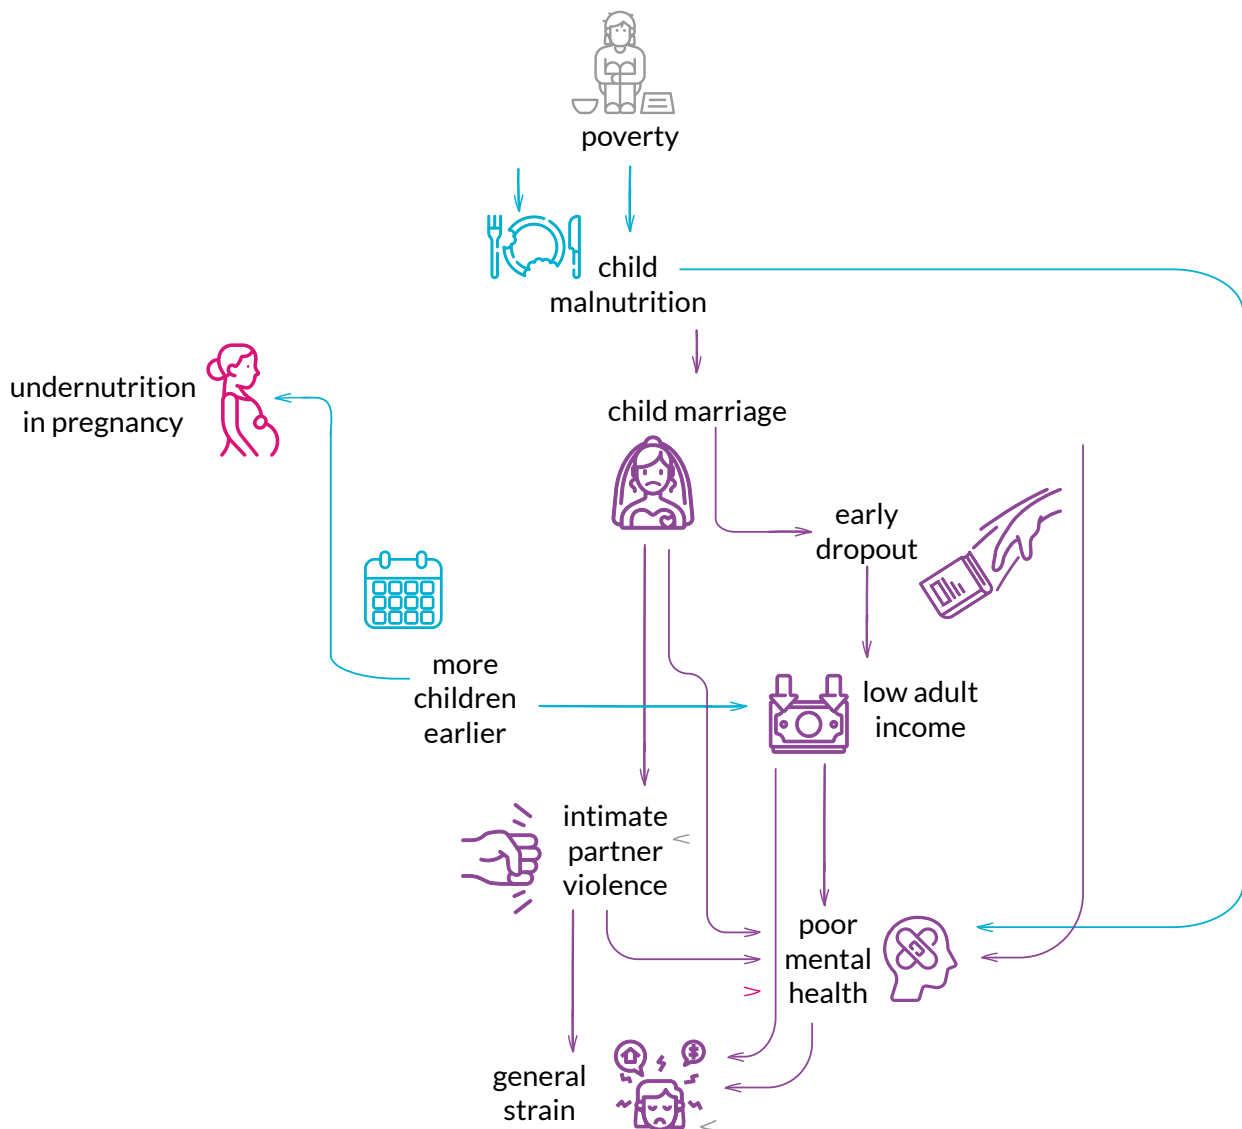 poverty
child
malnutrition
undernutrition
in pregnancy
child marriage
early
dropout
more
children
earlier
low adult
income
intimate
partner
violence
poor
mental
health
general
strain